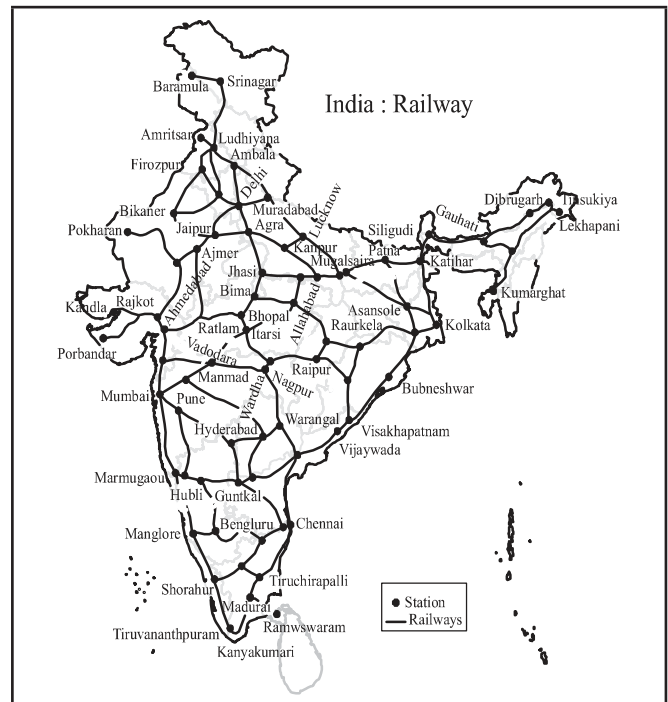 India : Railway
Baramula
Srinagar
Amritsar
Ludhiyana
Ambala
Firozpur
Delhi
Bikaner
Muradabad
Lucknow
Pokharan
Jaipur
Agra
Siligudi
Gauhati
Dibrugarh
Tinsukiya
Lekhapani
Ajmer
Kanpur
Mugalsaira
Patna
Katihar
Jhasi
Kumarghat
Kandla
Rajkot
Ahmedabad
Bima
Allahabad
Asansole
Bhopal
Ratlam
Itarsi
Raurkela
Kolkata
Porbandar
Vadodara
Manmad
Wardha
Nagpur
Raipur
Bubneshwar
Mumbai
Pune
Hyderabad
Warangal
Visakhapatnam
Vijaywada
Marmugaou
Hubli
Guntkal
Manglore
Bengluru
Chennai
Shorahur
Tiruchirapalli
Madurai
Tiruvananthpuram
Ramwswaram
Kanyakumari
Station
Railways